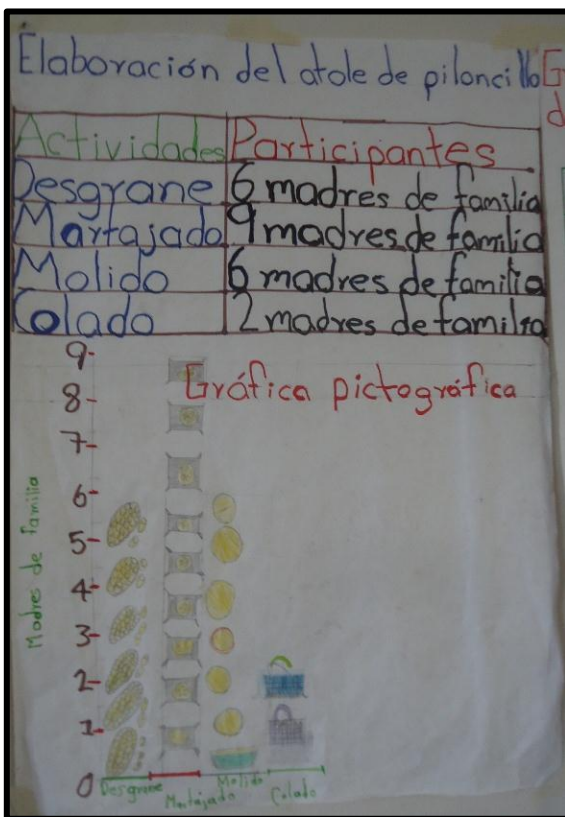 Elaboración del atole de piloncillo
Actividades Participantes
Desgrane 6 madres de familia
Martajado 9 madres de familia
Molido 6 madres de familia
Colado 2 madres de familia
Gráfica pictográfica
9
8
7
6
5
4
3
2
1
0
Madres de familia
Desgrane Martajado Molido Colado